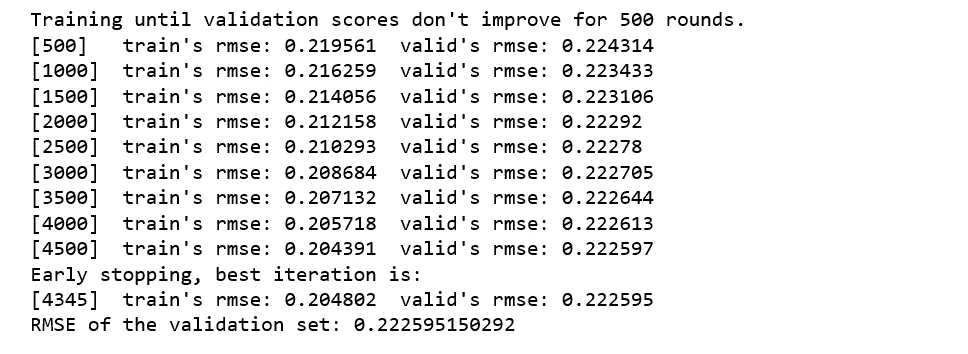 Training until validation scores don't improve for 500 rounds.
[500] train's rmse: 0.219561 valid's rmse: 0.224314
[1000] train's rmse: 0.216259 valid's rmse: 0.223433
[1500] train's rmse: 0.214056 valid's rmse: 0.223106
[2000] train's rmse: 0.212158 valid's rmse: 0.22292
[2500] train's rmse: 0.210293 valid's rmse: 0.22278
[3000] train's rmse: 0.208684 valid's rmse: 0.222705
[3500] train's rmse: 0.207132 valid's rmse: 0.222644
[4000] train's rmse: 0.205718 valid's rmse: 0.222613
[4500] train's rmse: 0.204391 valid's rmse: 0.222597
Early stopping, best iteration is:
[4345] train's rmse: 0.204802 valid's rmse: 0.222595
RMSE of the validation set: 0.222595150292